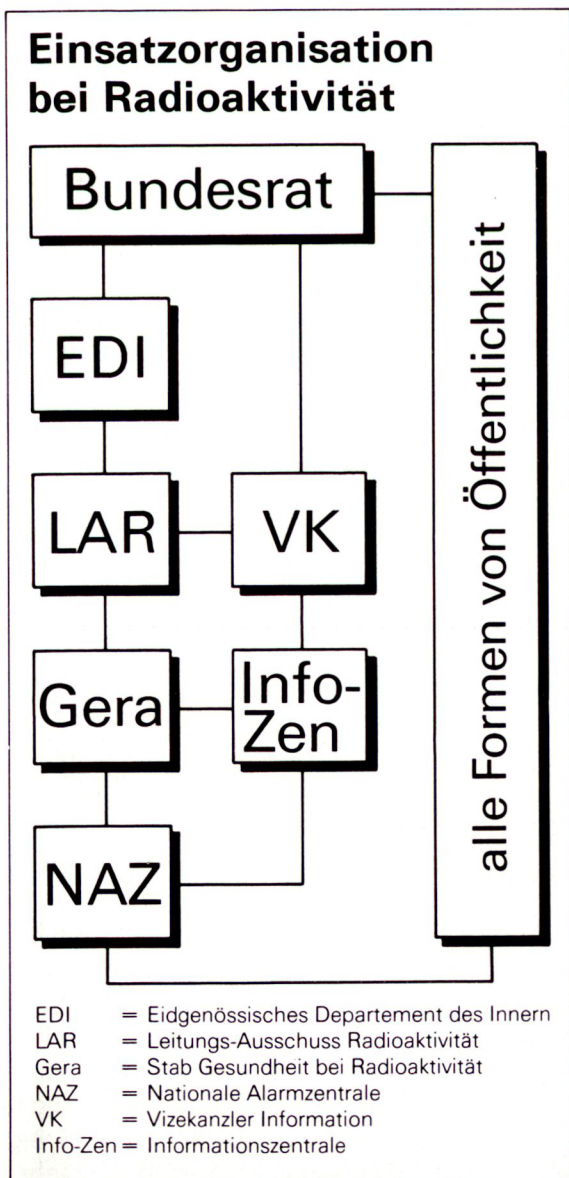 Einsatzorganisation
bei Radioaktivität
Bundesrat
EDI
LAR
VK
Gera
Info-
Zen
NAZ
alle Formen von Öffentlichkeit
EDI = Eidgenössisches Departement des Innern
LAR = Leitungs-Ausschuss Radioaktivität
Gera = Stab Gesundheit bei Radioaktivität
NAZ = Nationale Alarmzentrale
VK = Vizekanzler Information
Info-Zen = Informationszentrale